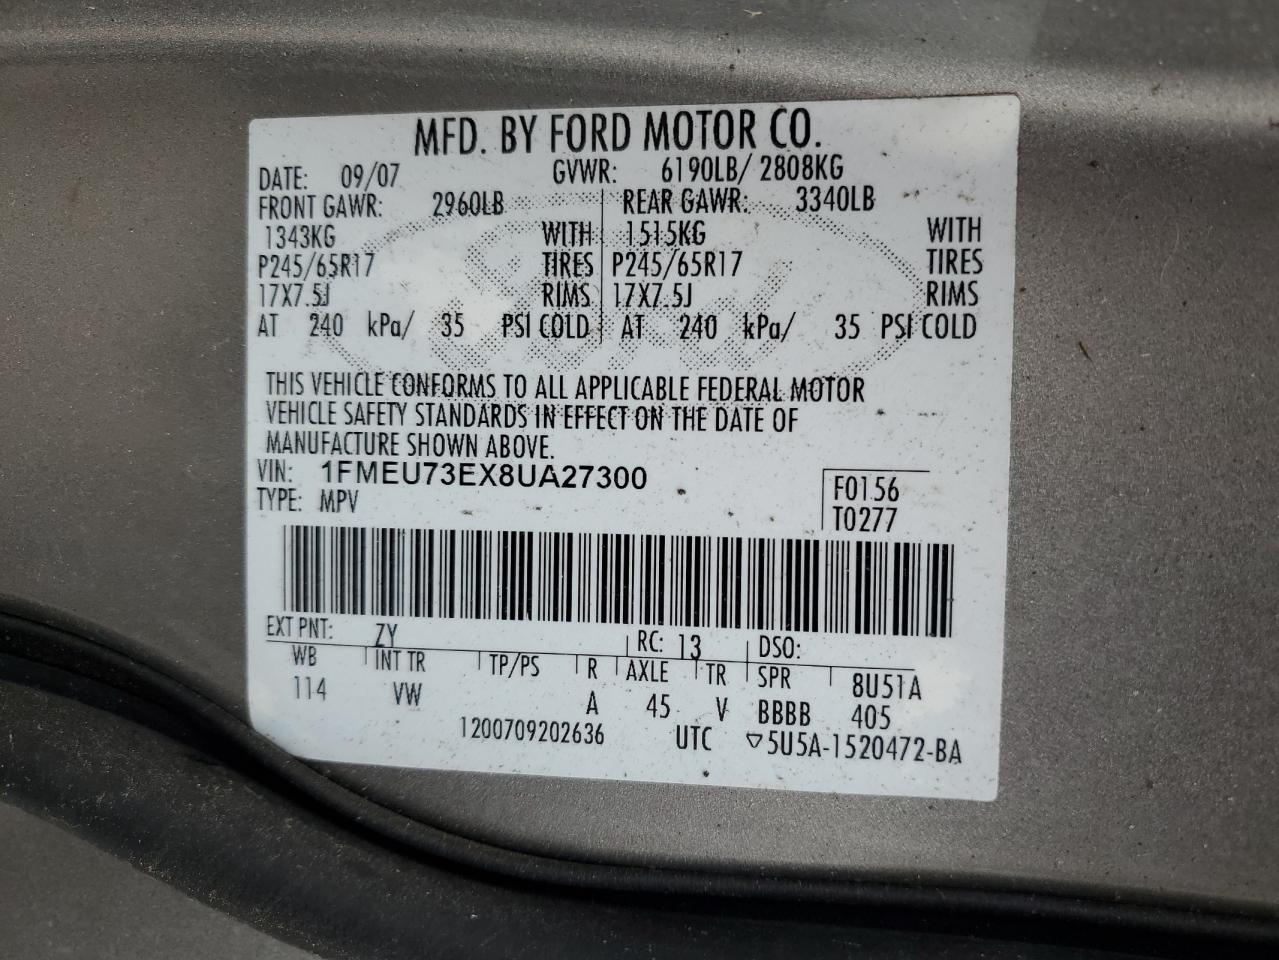 MFD. BY FORD MOTOR CO.
DATE: 09/07 GVWR: 6190LB/ 2808KG
FRONT GAWR: 2960LB REAR GAWR: 3340LB
1343KG WITH 1515KG WITH
P245/65R17 TIRES P245/65R17 TIRES
17X7.5J RIMS 17X7.5J RIMS
AT 240 kPa/ 35 PSI COLD AT 240 kPa/ 35 PSI COLD
THIS VEHICLE CONFORMS TO ALL APPLICABLE FEDERAL MOTOR
VEHICLE SAFETY STANDARDS IN EFFECT ON THE DATE OF
MANUFACTURE SHOWN ABOVE.
VIN: 1FMEU73EX8UA27300 F0156
TYPE: MPV T0277
EXT PNT: ZY RC: 13 DSO:
WB INT TR TP/PS R AXLE TR SPR 8U51A
114 VW A 45 V BBBB 405
1200709202636 UTC ▽5U5A-1520472-BA